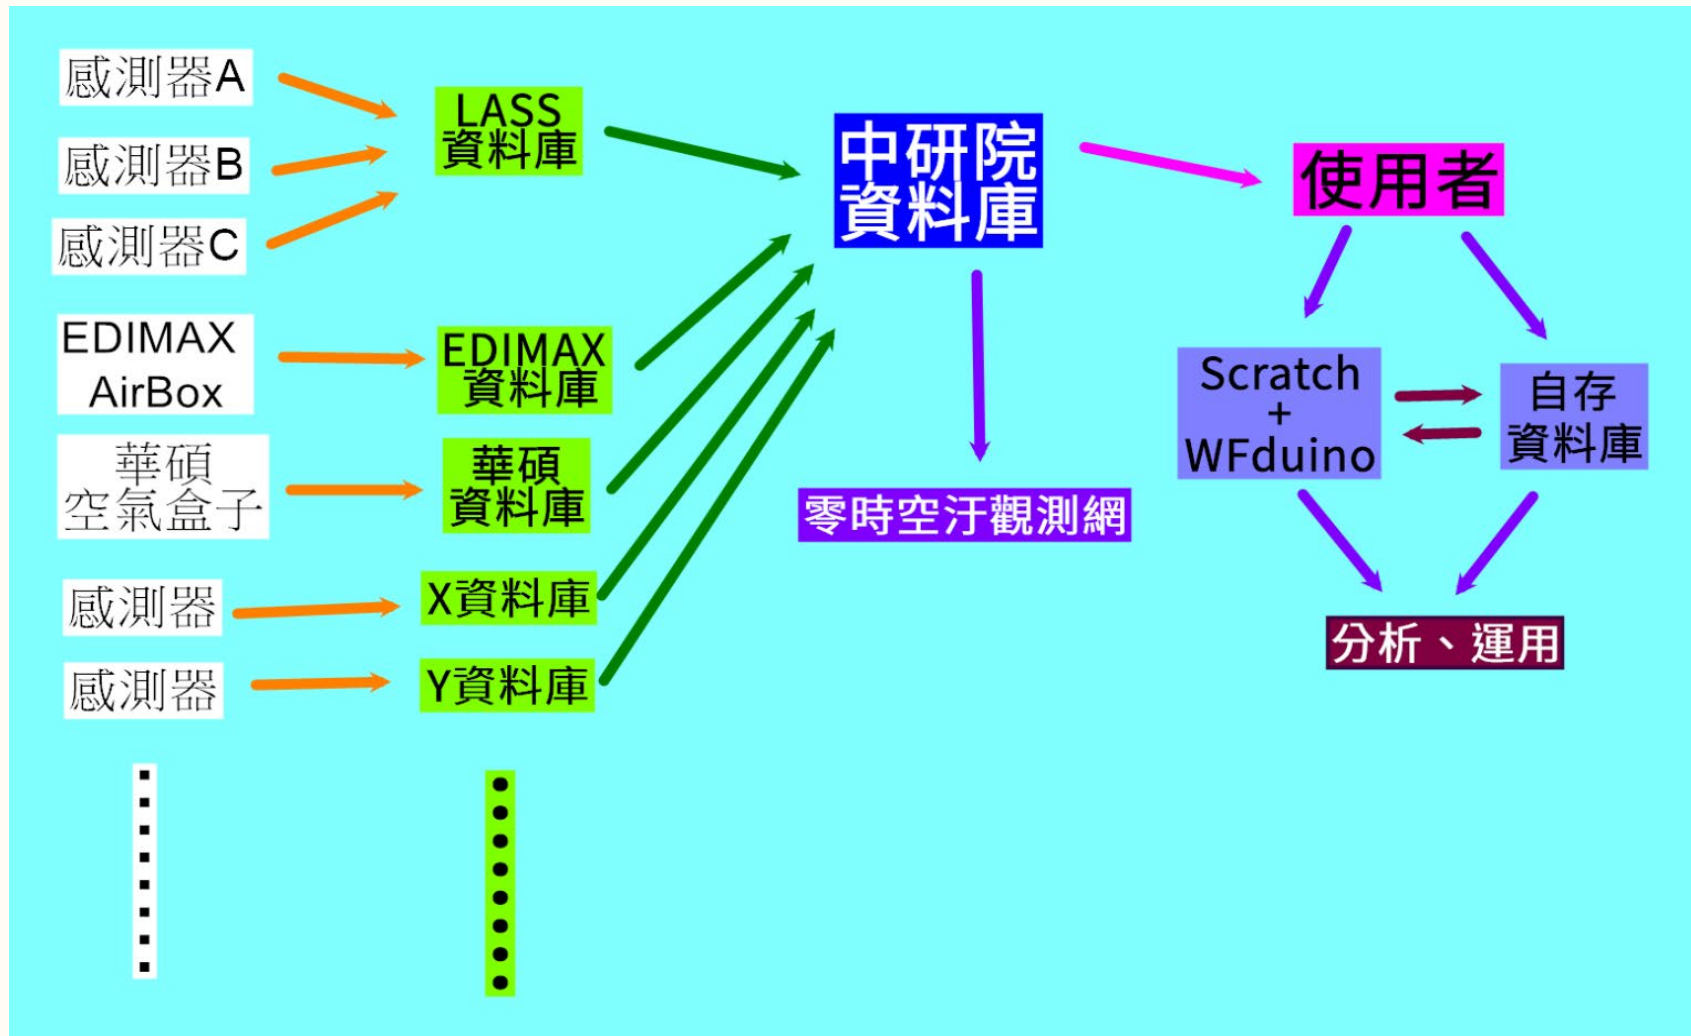 感測器A
感測器B
感測器C
EDIMAX
AirBox
華碩
空氣盒子
感測器
感測器
LASS
資料庫
EDIMAX
資料庫
華碩
資料庫
X資料庫
Y資料庫
中研院
資料庫
零時空汙觀測網
使用者
Scratch
+
WFduino
自存
資料庫
分析、運用